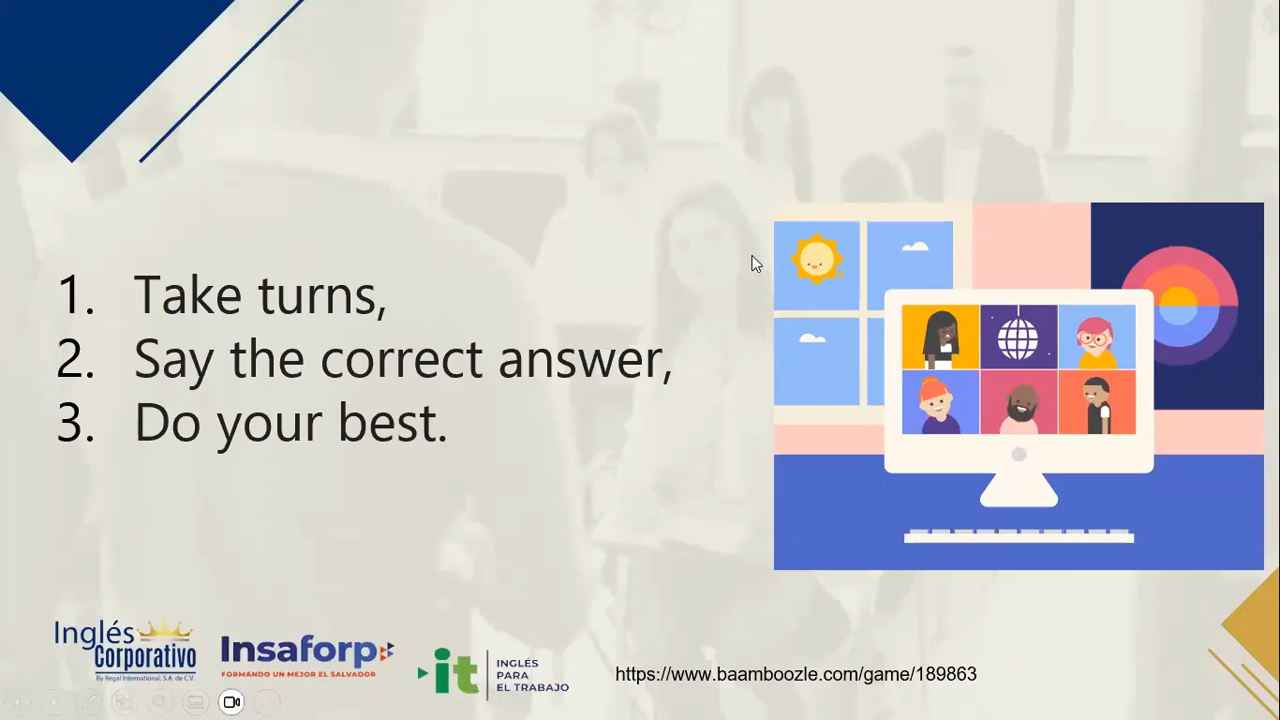 1. Take turns,
2. Say the correct answer,
3. Do your best.
Inglés
Corporativo
By Regal International, S.A. de C.V.
Insaforp
FORMANDO UN MEJOR EL SALVADOR
it
INGLÉS
PARA
EL TRABAJO
https://www.baamboozle.com/game/189863